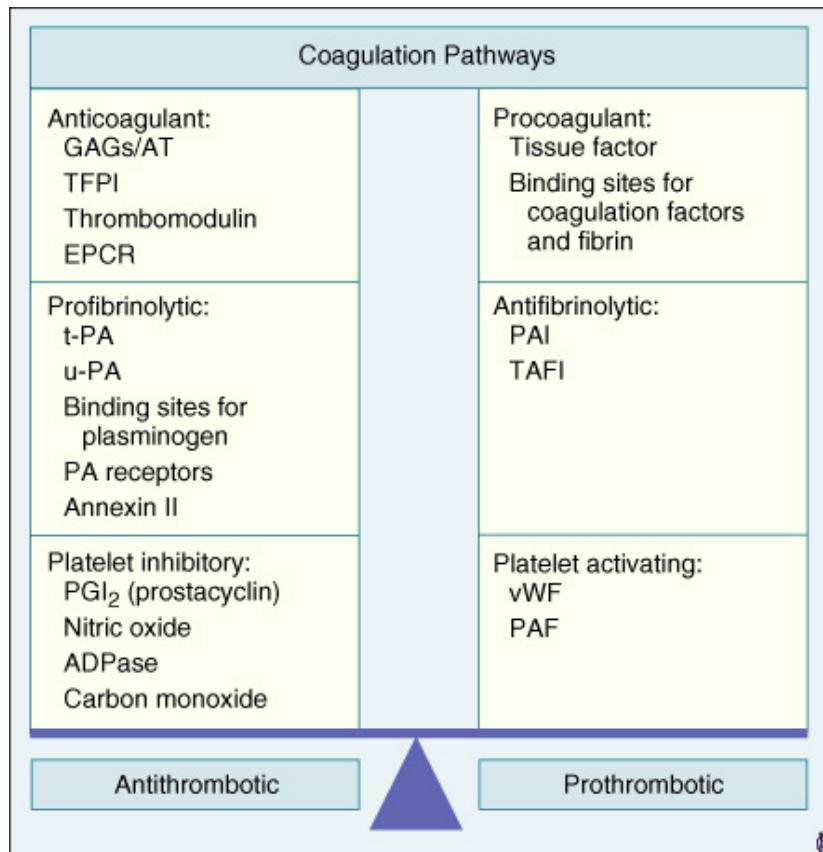 Coagulation Pathways
Anticoagulant:
GAGs/AT
TFPI
Thrombomodulin
EPCR
Procoagulant:
Tissue factor
Binding sites for
coagulation factors
and fibrin
Profibrinolytic:
t-PA
u-PA
Binding sites for
plasminogen
PA receptors
Annexin II
Antifibrinolytic:
PAI
TAFI
Platelet inhibitory:
PGI₂ (prostacyclin)
Nitric oxide
ADPase
Carbon monoxide
Platelet activating:
vWF
PAF
Antithrombotic
Prothrombotic